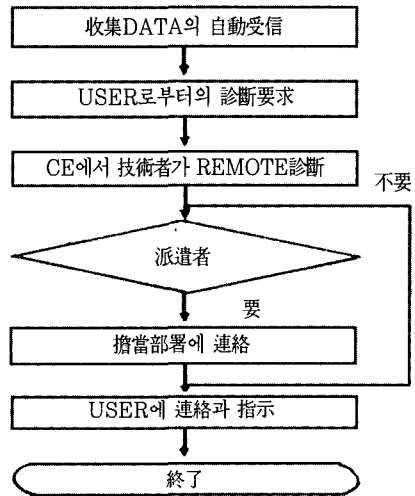 收集DATA의 自動受信
USER로부터의 診斷要求
CE에서 技術者가 REMOTE診斷
不要
派遣者
要
擔當部署에 連絡
USER에 連絡과 指示
終了